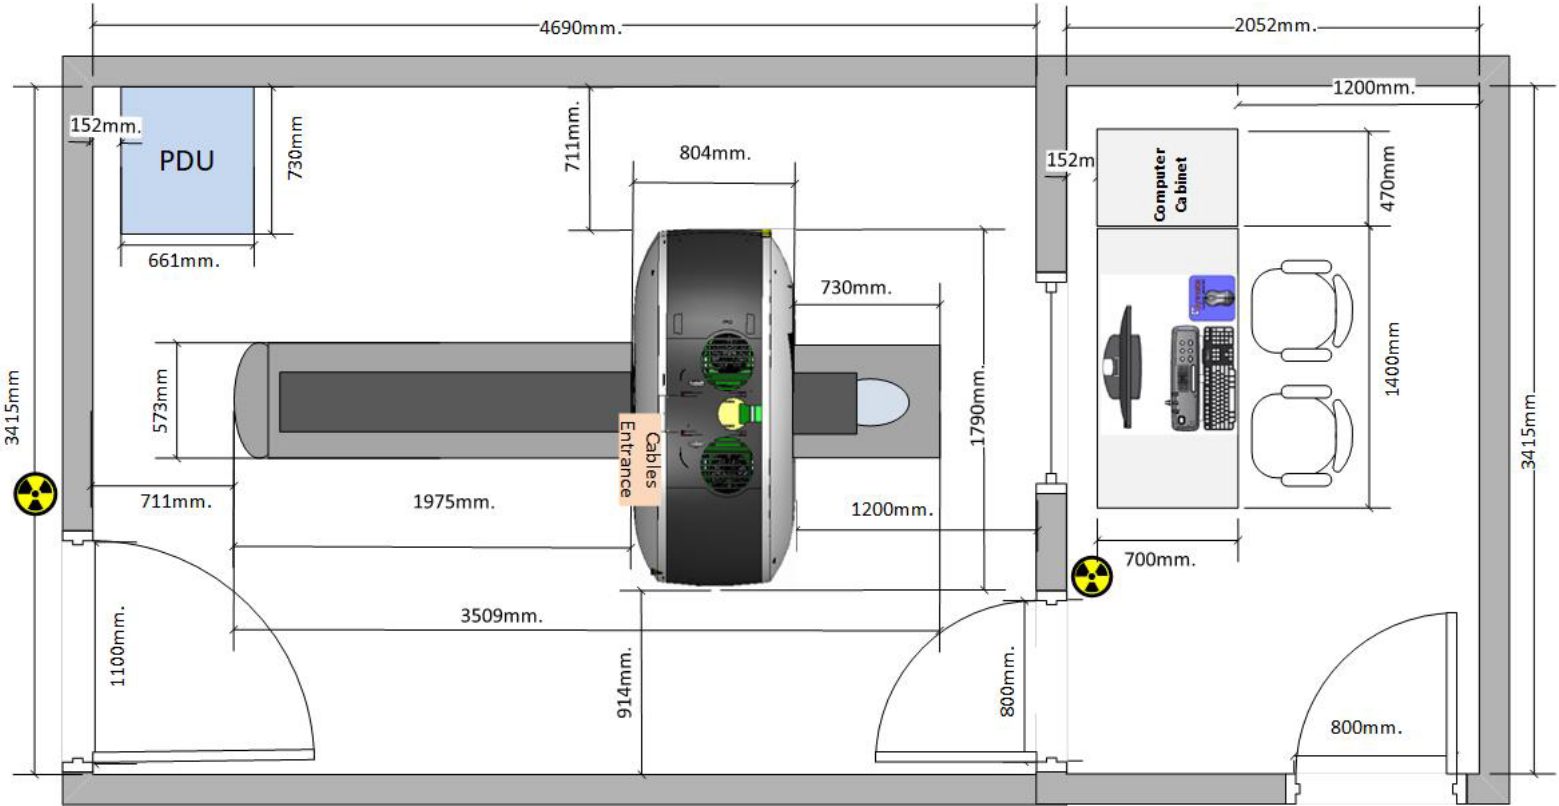 4690mm.
2052mm.
1200mm.
152mm.
PDU
730mm
711mm.
804mm.
152m
Computer
Cabinet
470mm
661mm.
730mm.
3415mm
573mm
1790mm.
1400mm
3415mm
Cables
Entrance
711mm.
1975mm.
1200mm.
700mm.
3509mm.
1100mm.
914mm.
800mm.
800mm.